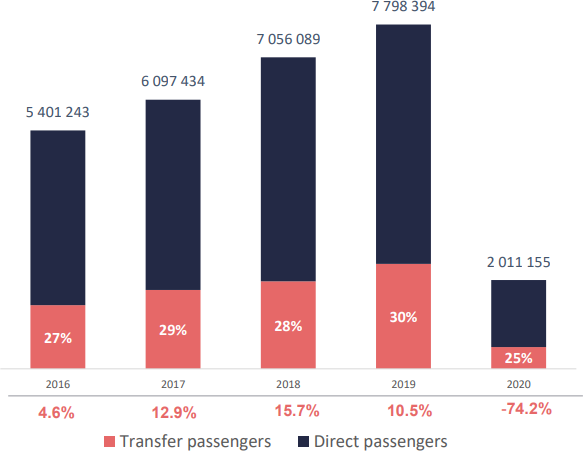 7 798 394
7 056 089
6 097 434
5 401 243
2 011 155
27%
29%
28%
30%
25%
2016 2017 2018 2019 2020
4.6% 12.9% 15.7% 10.5% -74.2%
Transfer passengers Direct passengers